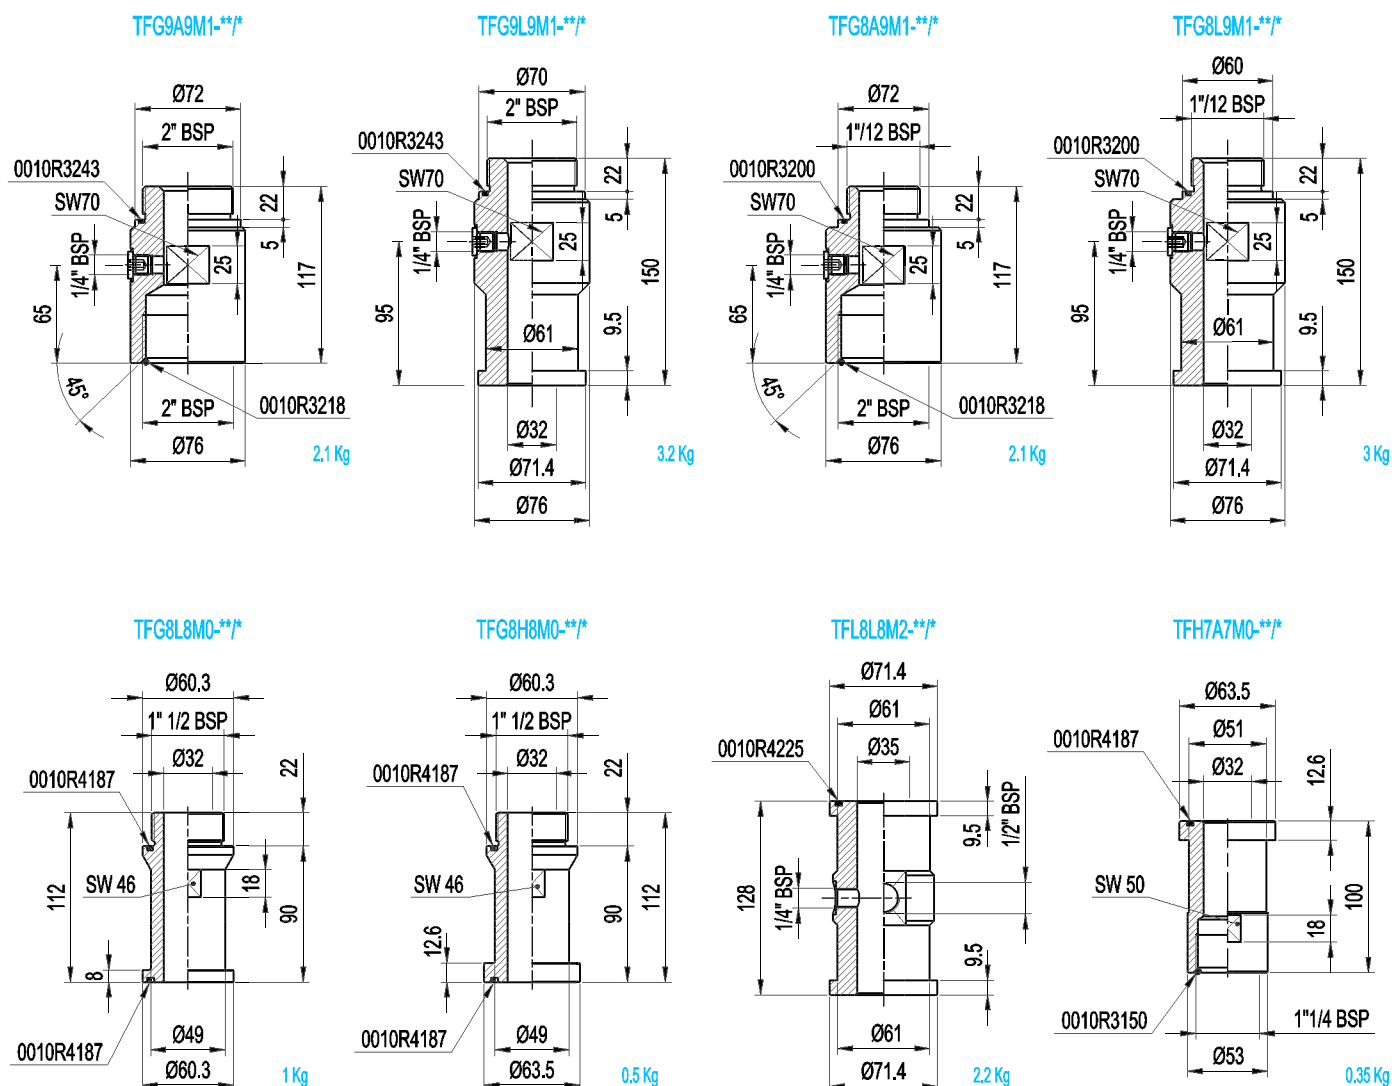 TFG9A9M1-**/*
Ø72
2" BSP
0010R3243
SW70
1/4" BSP
25
22
5
117
65
45°
0010R3218
2" BSP
Ø76
2.1 Kg
TFG9L9M1-**/*
Ø70
2" BSP
0010R3243
SW70
1/4" BSP
25
22
5
150
95
9.5
Ø61
Ø32
Ø71.4
Ø76
3.2 Kg
TFG8A9M1-**/*
Ø72
1"/12 BSP
0010R3200
SW70
1/4" BSP
25
22
5
117
65
45°
0010R3218
2" BSP
Ø76
2.1 Kg
TFG8L9M1-**/*
Ø60
1"/12 BSP
0010R3200
SW70
1/4" BSP
25
22
5
150
95
9.5
Ø61
Ø32
Ø71.4
Ø76
3 Kg
TFG8L8M0-**/*
Ø60.3
1" 1/2 BSP
Ø32
22
0010R4187
SW 46
18
112
90
8
Ø49
0010R4187
Ø60.3
1 Kg
TFG8H8M0-**/*
Ø60.3
1" 1/2 BSP
Ø32
22
0010R4187
SW 46
18
112
90
12.6
Ø49
0010R4187
Ø63.5
0.5 Kg
TFL8L8M2-**/*
Ø71.4
Ø61
Ø35
0010R4225
9.5
1/2" BSP
128
1/4" BSP
9.5
Ø61
Ø71.4
2.2 Kg
TFH7A7M0-**/*
Ø63.5
Ø51
0010R4187
Ø32
12.6
SW 50
18
100
0010R3150
1"1/4 BSP
Ø53
0.35 Kg